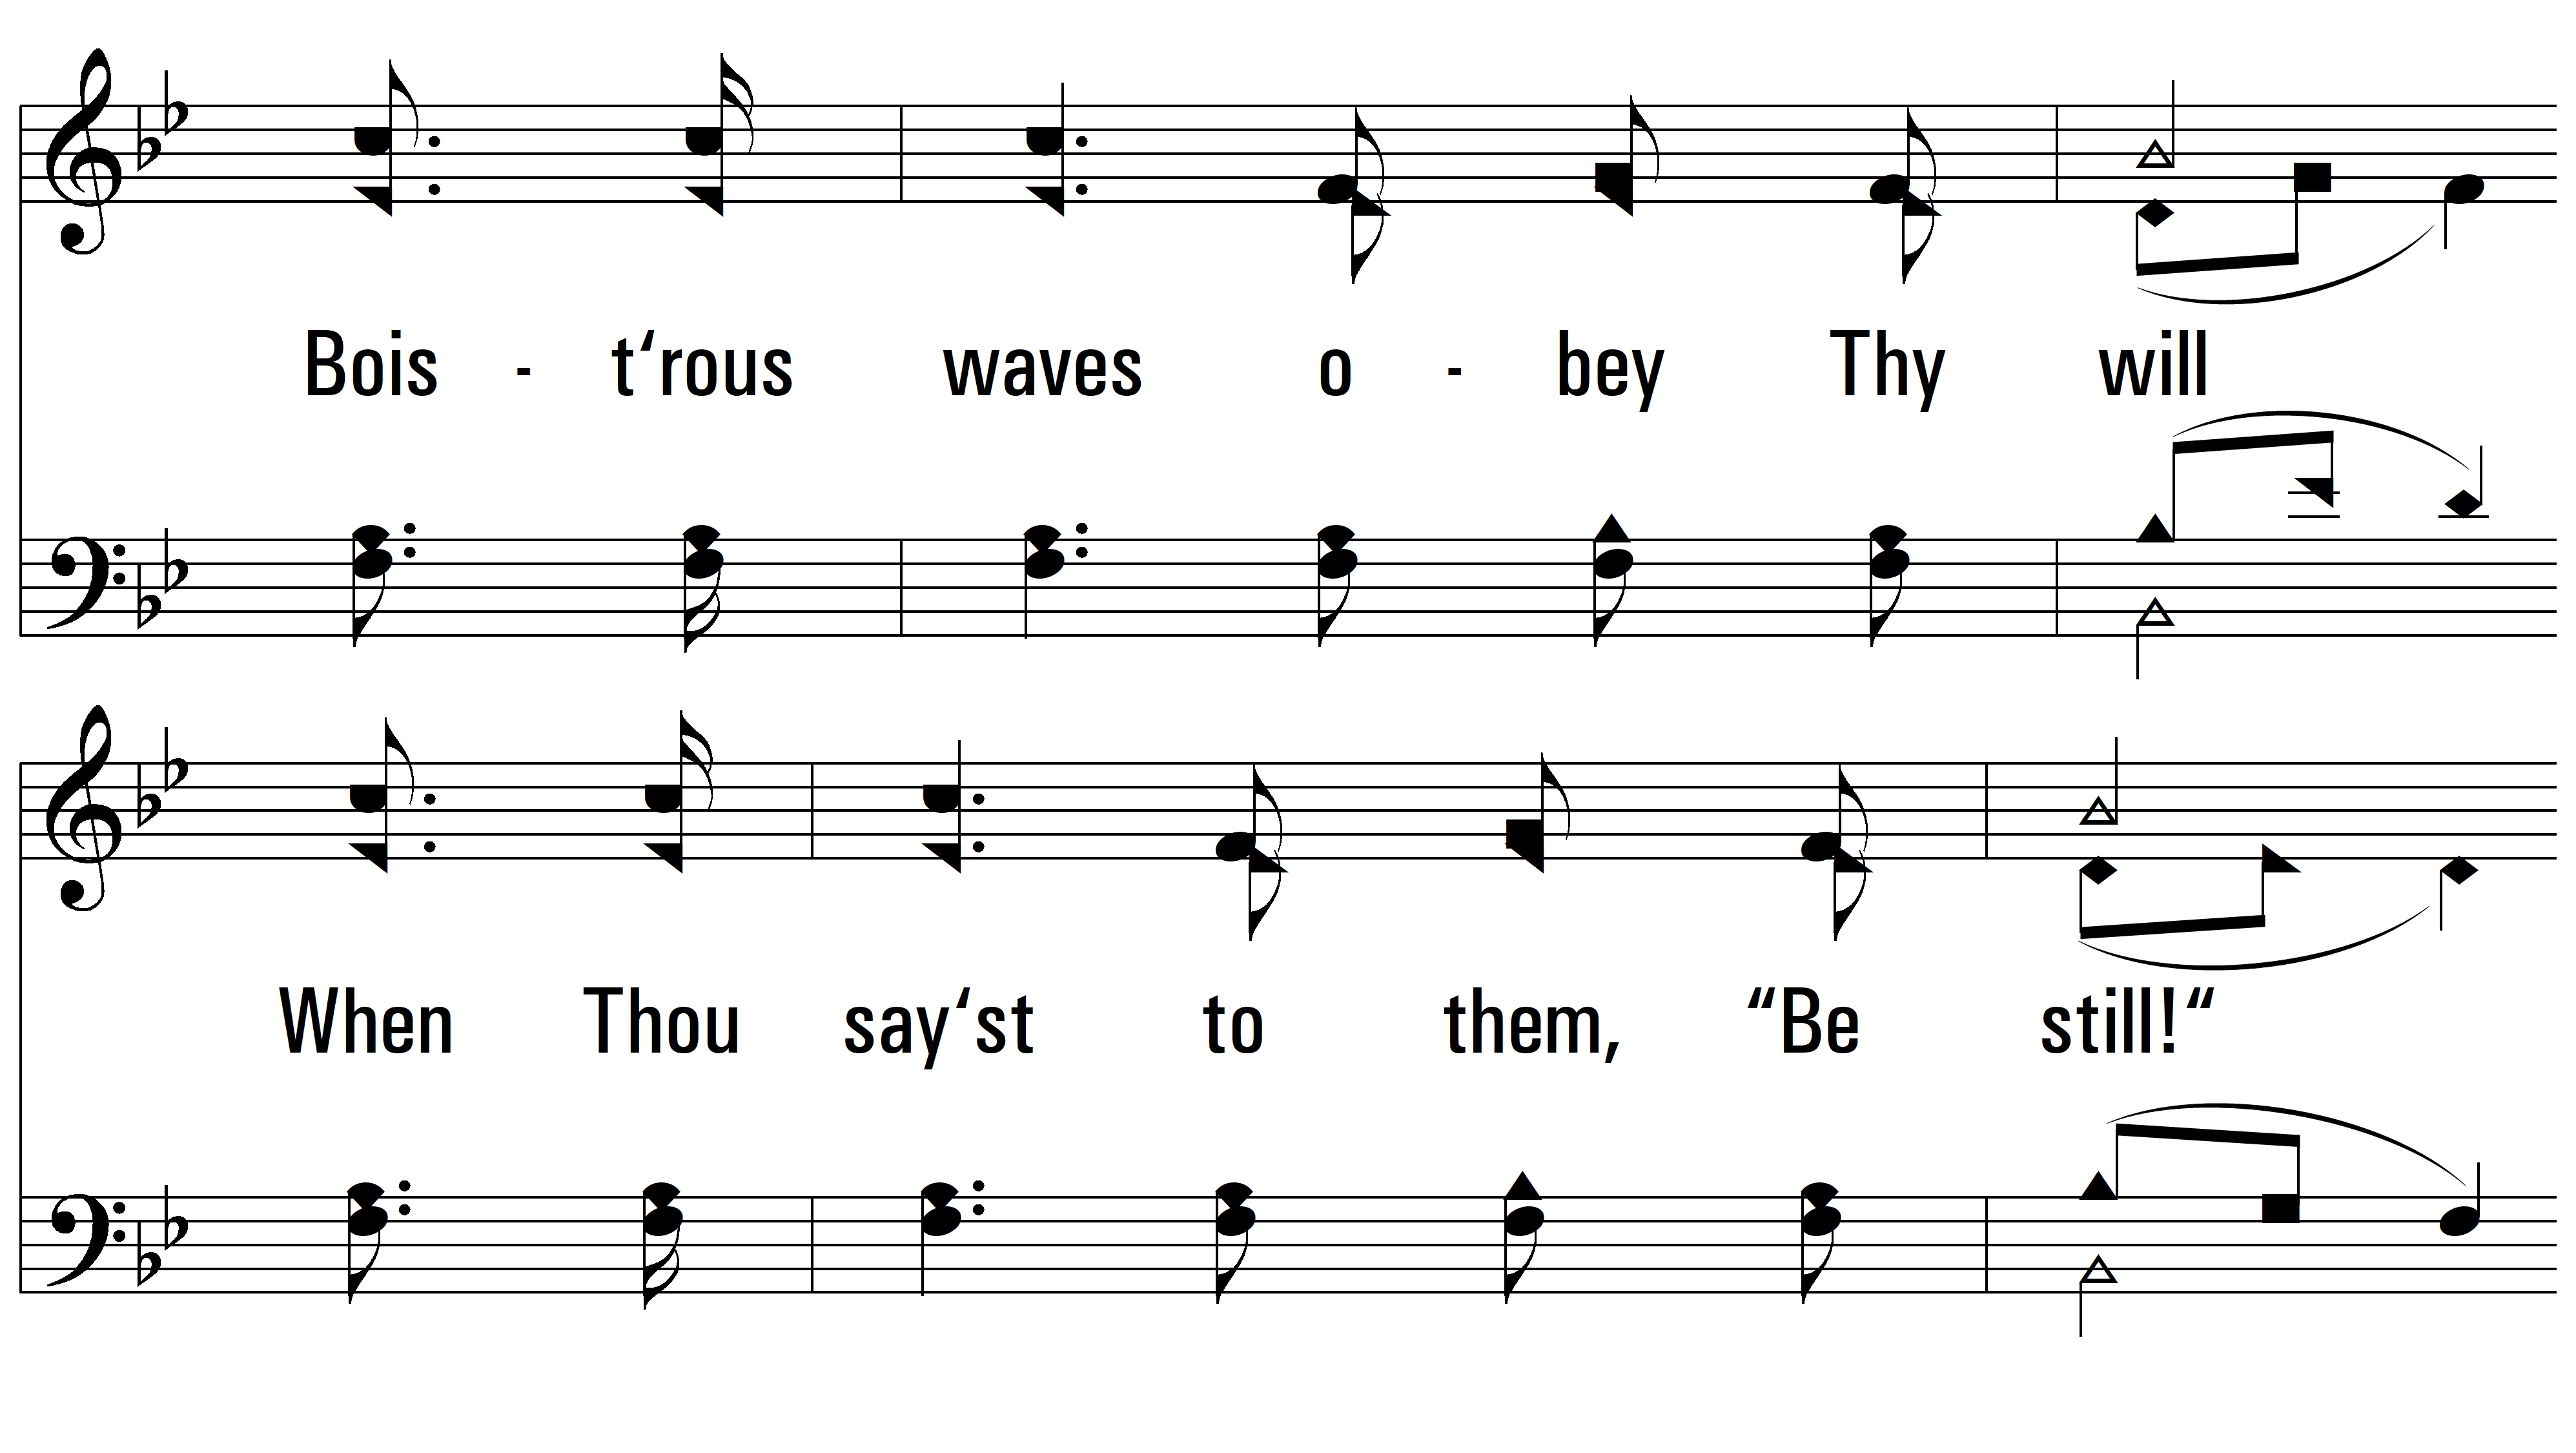 Bois - t‘rous waves o - bey Thy will
When Thou say‘st to them, “Be still!“